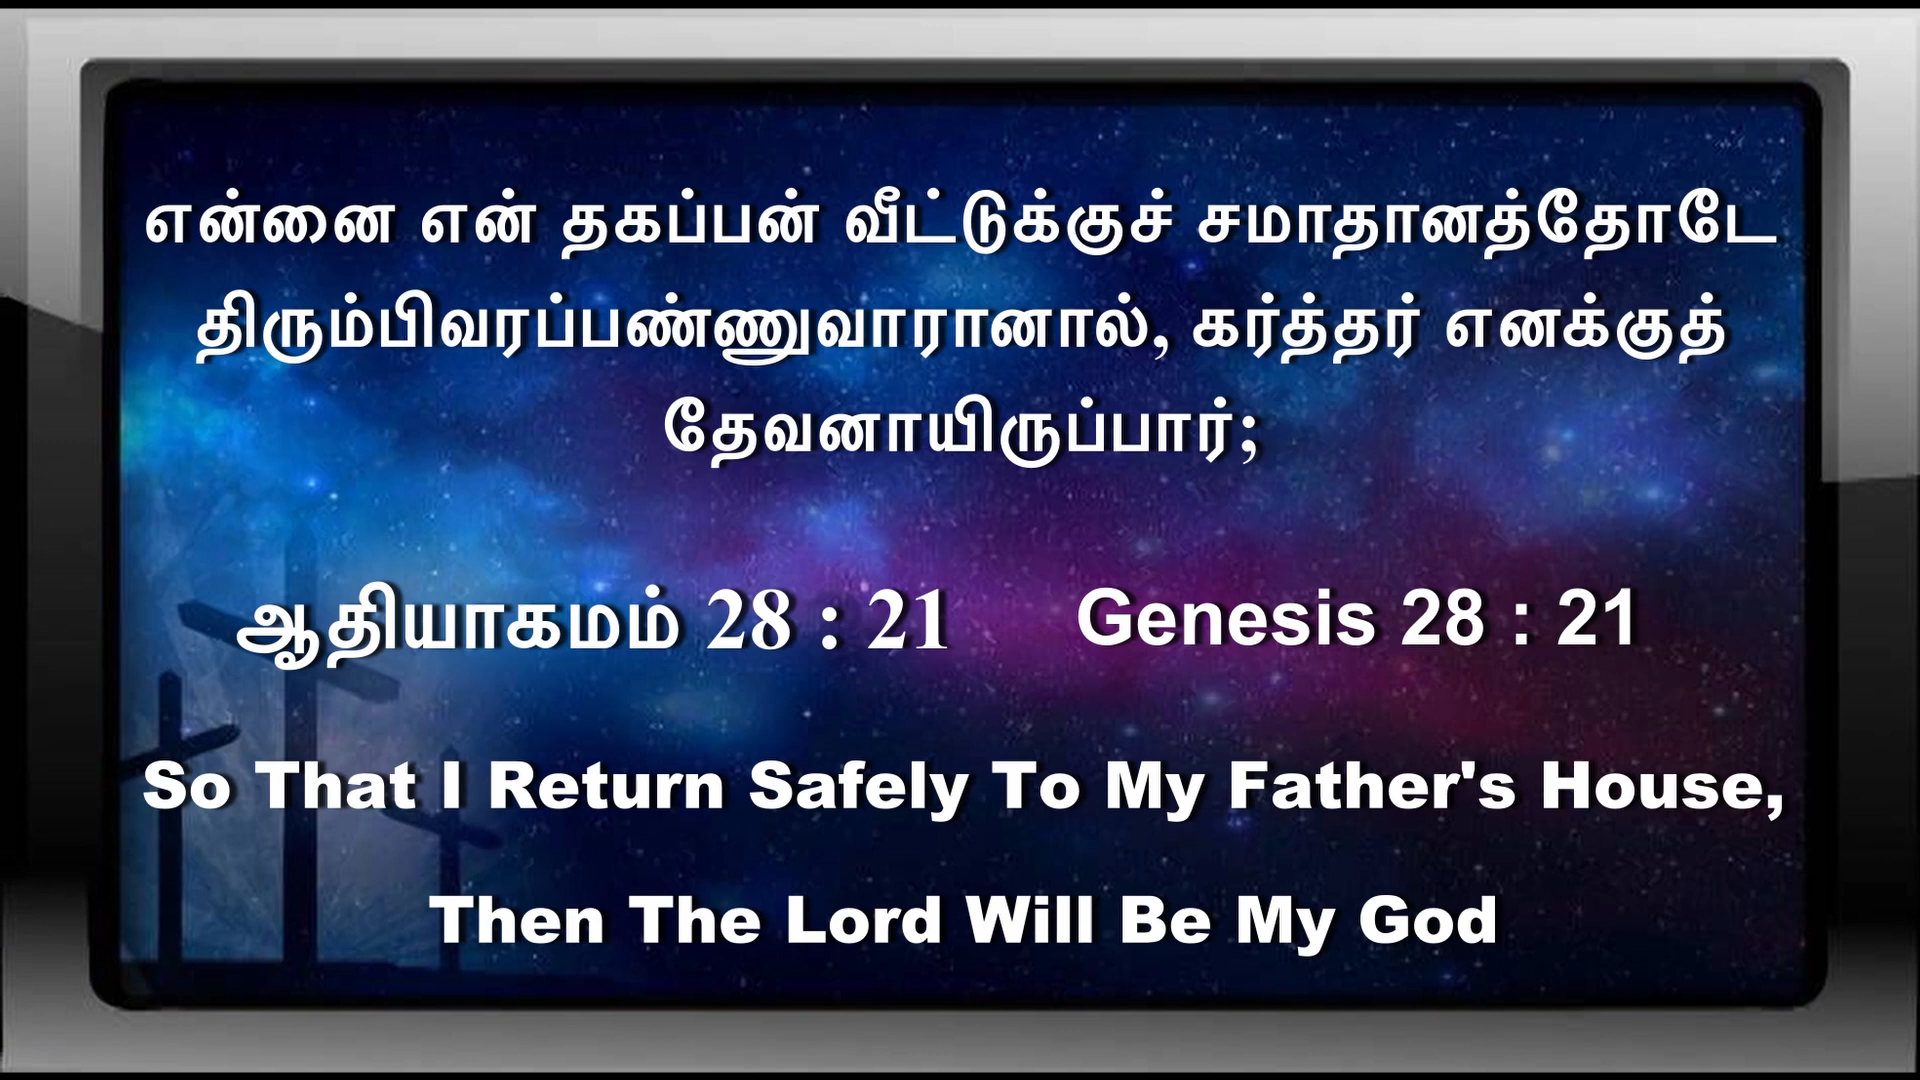 என்னை என் தகப்பன் வீட்டுக்குச் சமாதானத்தோடே
திரும்பிவரப்பண்ணுவாரானால், கர்த்தர் எனக்குத்
தேவனாயிருப்பார்;
ஆதியாகமம் 28 : 21 Genesis 28 : 21
So That I Return Safely To My Father's House,
Then The Lord Will Be My God